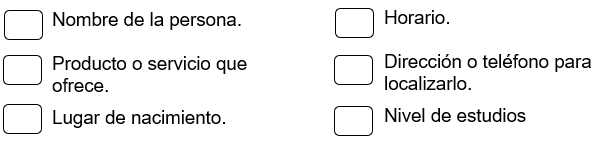 Nombre de la persona.
Producto o servicio que
ofrece.
Lugar de nacimiento.
Horario.
Dirección o teléfono para
localizarlo.
Nivel de estudios